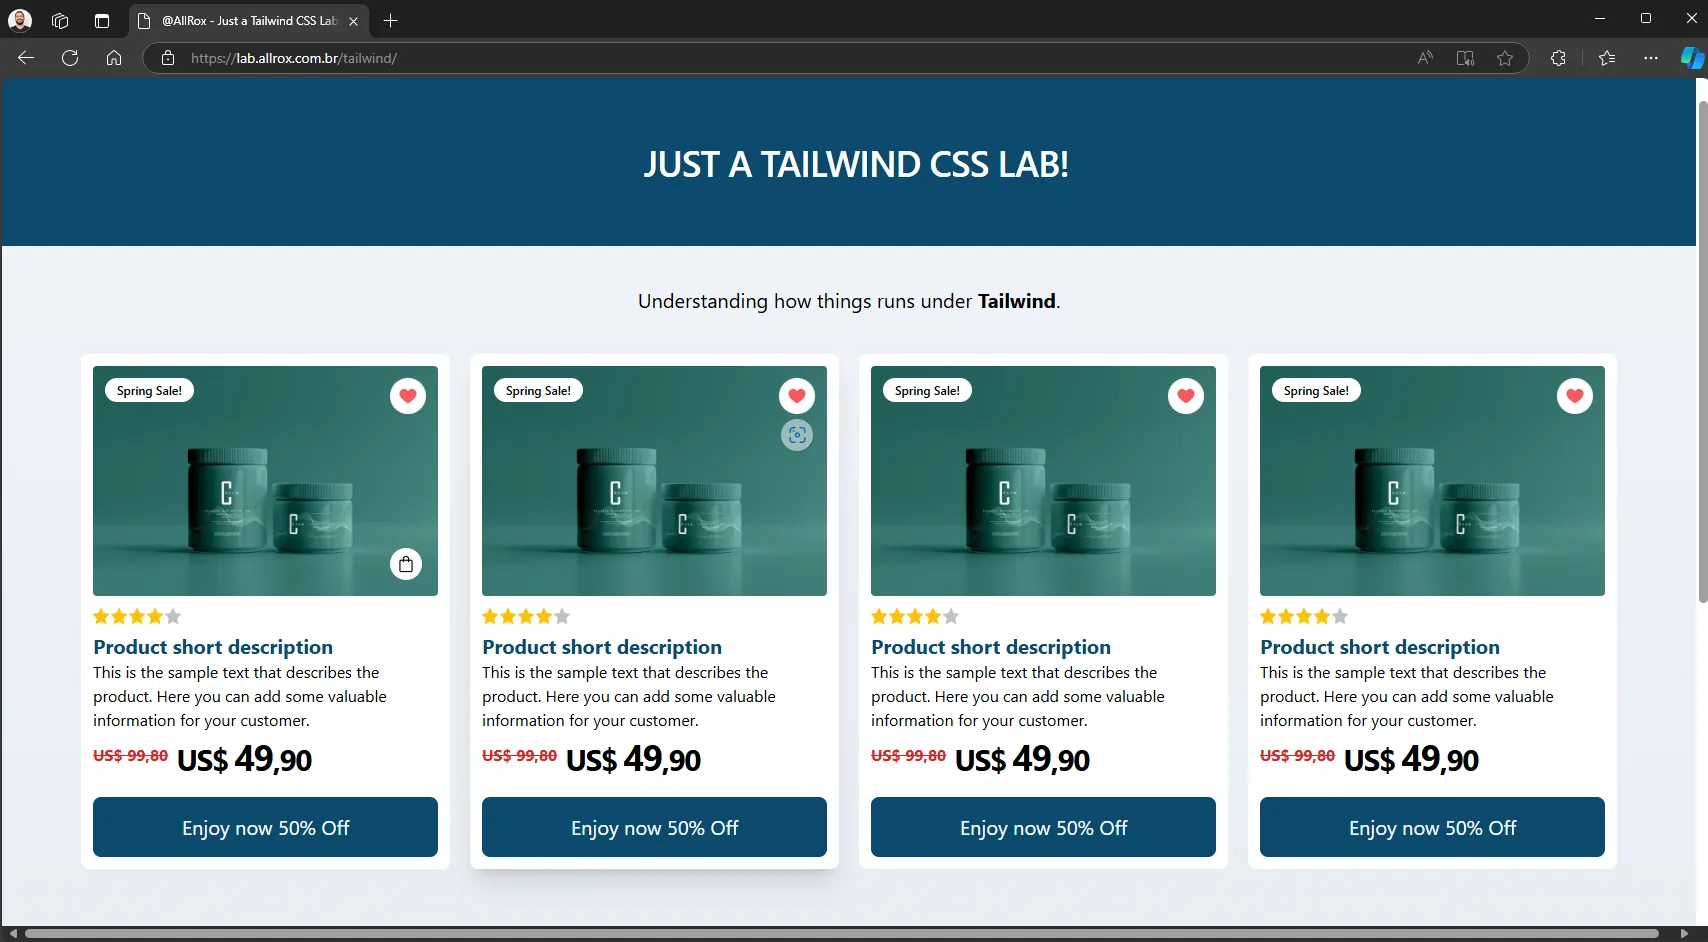 @AllRox - Just a Tailwind CSS Lab
https://lab.allrox.com.br/tailwind/
JUST A TAILWIND CSS LAB!
Understanding how things runs under Tailwind.
Spring Sale!
Product short description
This is the sample text that describes the
product. Here you can add some valuable
information for your customer.
US$ 99,80 US$ 49,90
Enjoy now 50% Off
Spring Sale!
Product short description
This is the sample text that describes the
product. Here you can add some valuable
information for your customer.
US$ 99,80 US$ 49,90
Enjoy now 50% Off
Spring Sale!
Product short description
This is the sample text that describes the
product. Here you can add some valuable
information for your customer.
US$ 99,80 US$ 49,90
Enjoy now 50% Off
Spring Sale!
Product short description
This is the sample text that describes the
product. Here you can add some valuable
information for your customer.
US$ 99,80 US$ 49,90
Enjoy now 50% Off